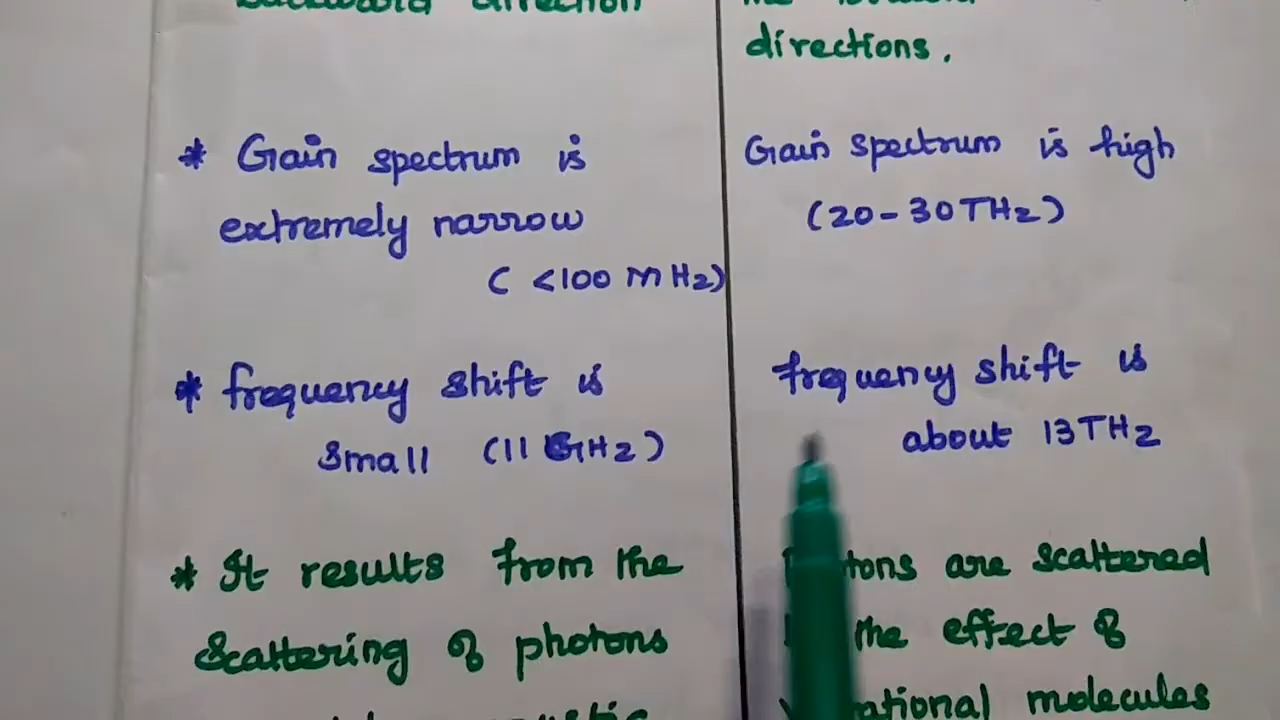 backward direction
directions.
* Gain spectrum is
extremely narrow
( <100 MHz)
Gain spectrum is high
(20-30THz)
* frequency shift is
small (11 GHz)
frequency shift is
about 13THz
* It results from the
scattering of photons
are scattered
the effect of
molecules